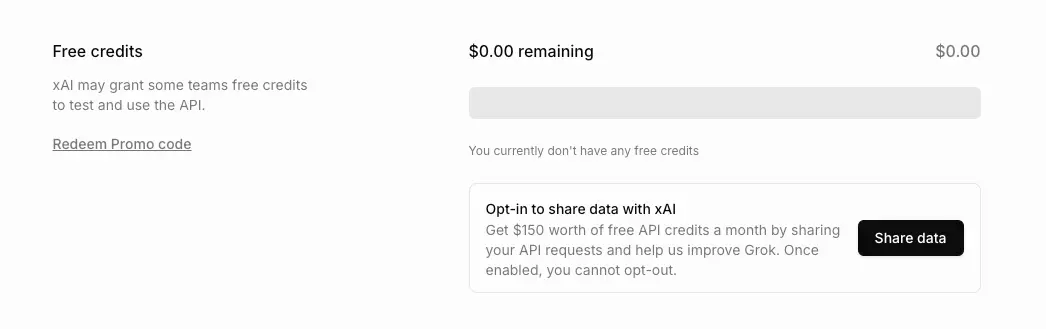 Free credits
$0.00 remaining
$0.00
xAI may grant some teams free credits
to test and use the API.
Redeem Promo code
You currently don't have any free credits
Opt-in to share data with xAI
Get $150 worth of free API credits a month by sharing
your API requests and help us improve Grok. Once
enabled, you cannot opt-out.
Share data